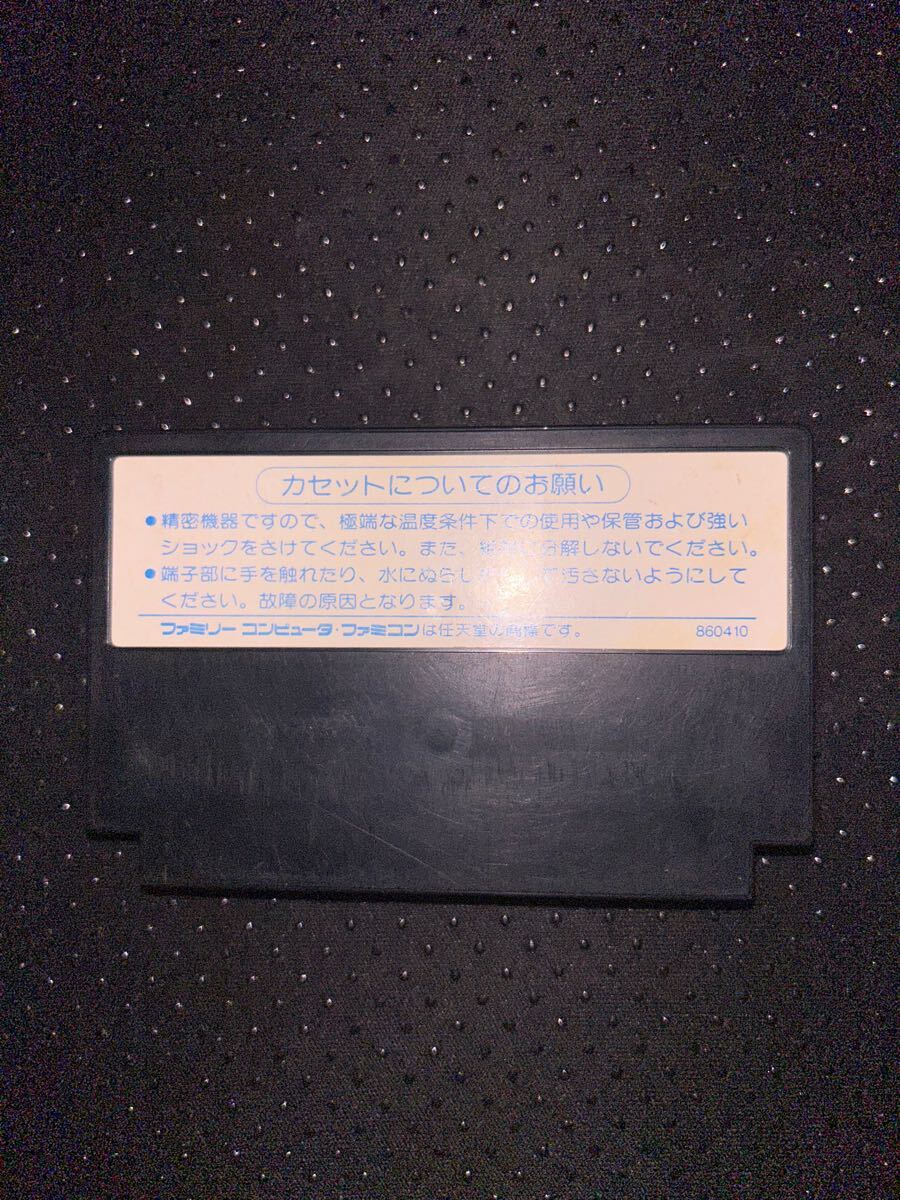 カセットについてのお願い
●精密機器ですので、極端な温度条件下での使用や保管および強い
ショックをさけてください。また、絶対に分解しないでください。
●端子部に手を触れたり、水にぬらし て汚さないようにして
ください。故障の原因となります。
ファミリーコンピュータ・ファミコンは任天堂の商標です。
860410